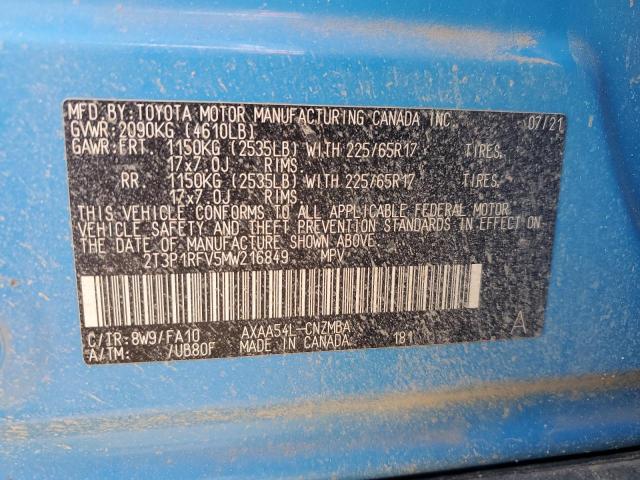 MFD. BY: TOYOTA MOTOR MANUFACTURING CANADA INC. 07/21
GVWR: 2090KG (4610LB)
GAWR: FRT. 1150KG (2535LB) WITH 225/65R17 TIRES
17x7.0J RIMS
RR. 1150KG (2535LB) WITH 225/65R17 TIRES
17x7.0J RIMS
THIS VEHICLE CONFORMS TO ALL APPLICABLE FEDERAL MOTOR
VEHICLE SAFETY AND THEFT PREVENTION STANDARDS IN EFFECT ON
THE DATE OF MANUFACTURE SHOWN ABOVE.
2T3P1RFV5MW216849 MPV
C/TR: 8W9/FA10 AXAA54L-CNZMBA 181 A
A/TM: /UB80F MADE IN CANADA